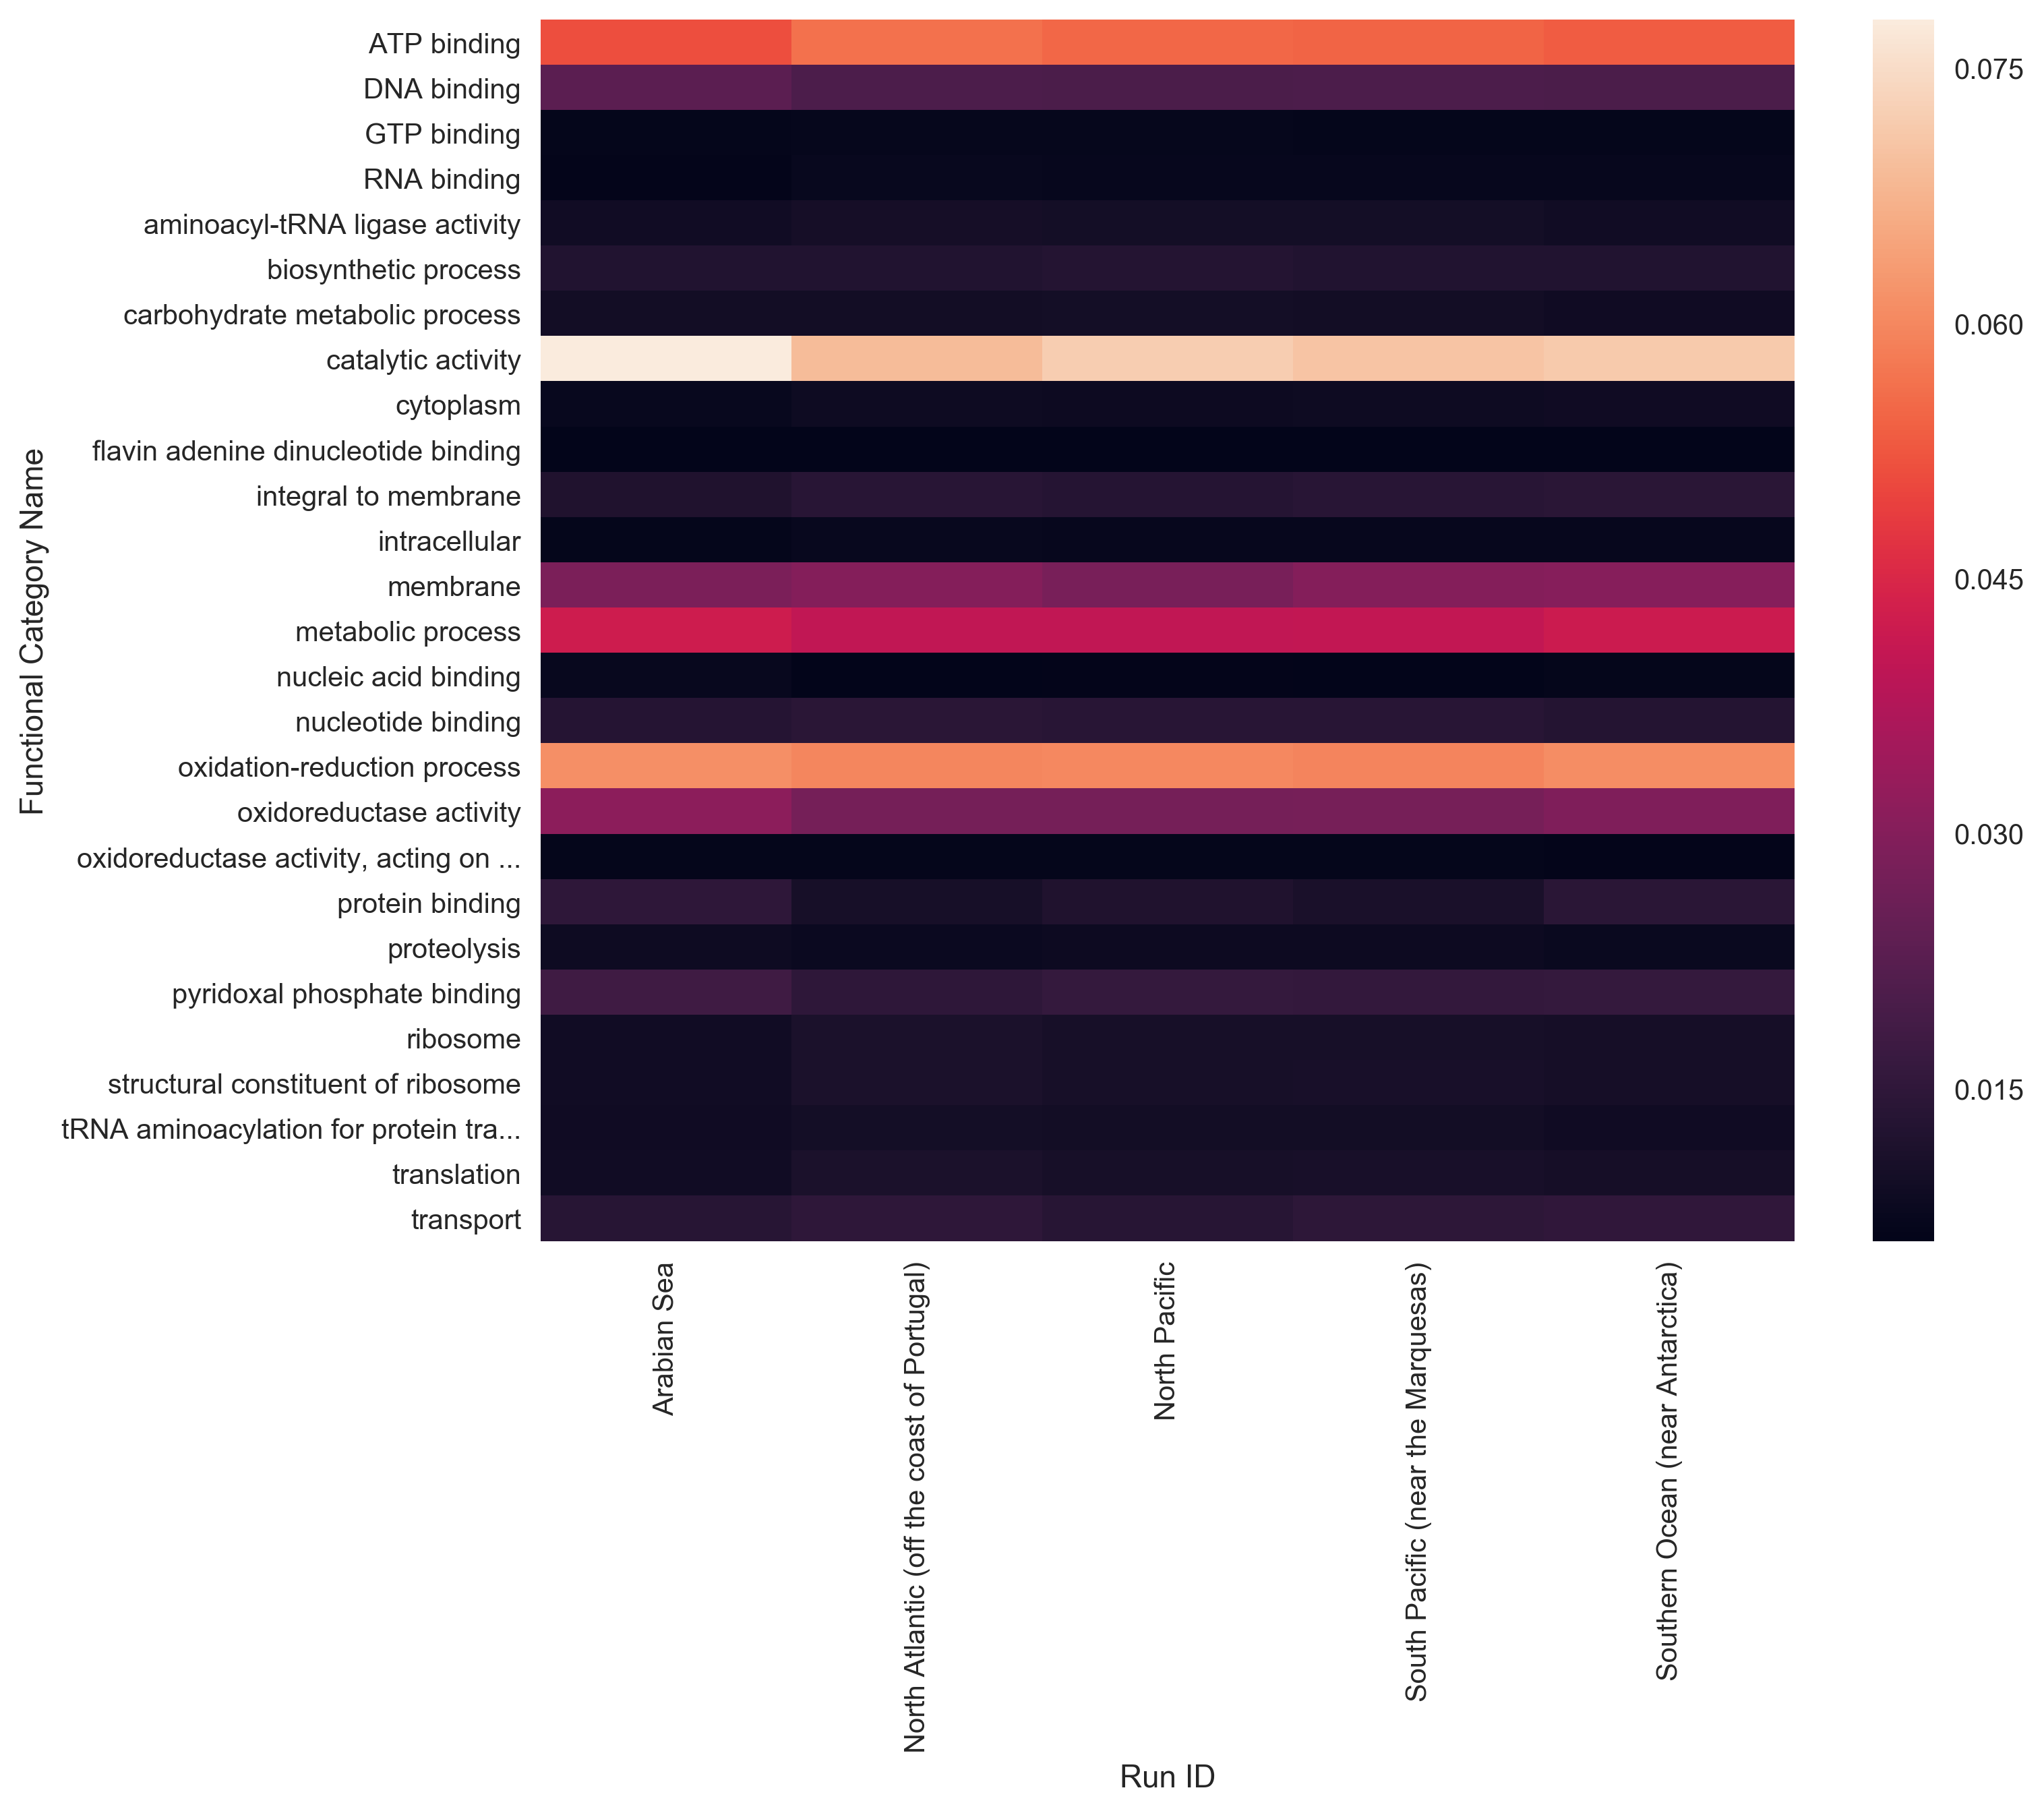 Functional Category Name
ATP binding
DNA binding
GTP binding
RNA binding
aminoacyl-tRNA ligase activity
biosynthetic process
carbohydrate metabolic process
catalytic activity
cytoplasm
flavin adenine dinucleotide binding
integral to membrane
intracellular
membrane
metabolic process
nucleic acid binding
nucleotide binding
oxidation-reduction process
oxidoreductase activity
oxidoreductase activity, acting on ...
protein binding
proteolysis
pyridoxal phosphate binding
ribosome
structural constituent of ribosome
tRNA aminoacylation for protein tra...
translation
transport
Arabian Sea
North Atlantic (off the coast of Portugal)
North Pacific
South Pacific (near the Marquesas)
Southern Ocean (near Antarctica)
Run ID
0.075
0.060
0.045
0.030
0.015